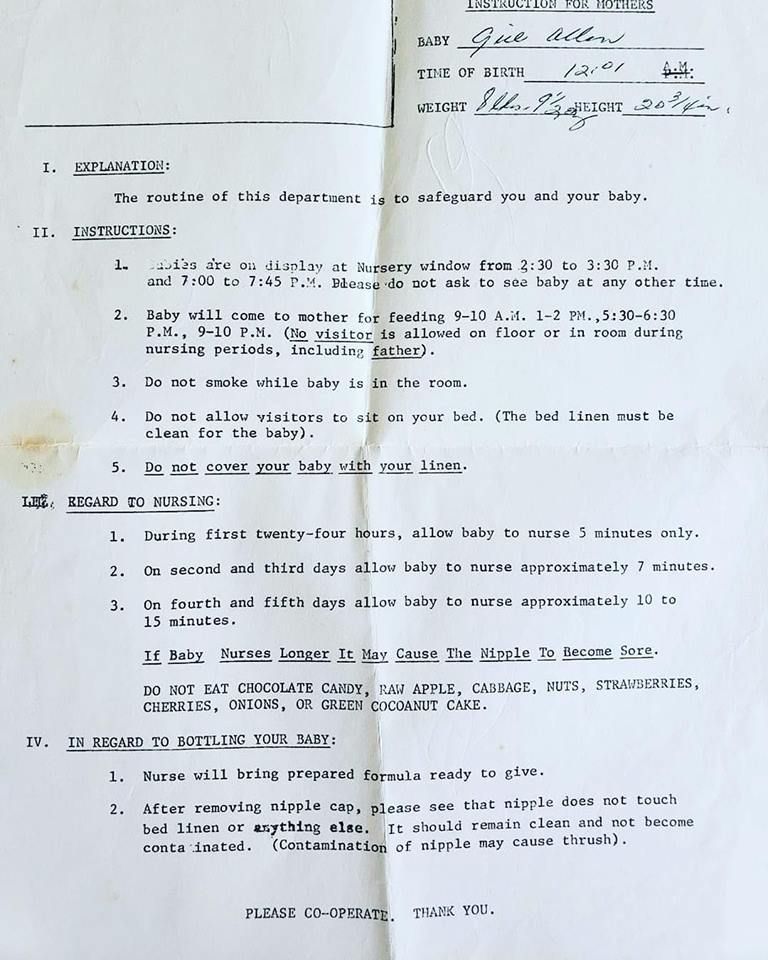 INSTRUCTION FOR MOTHERS
BABY Allen
TIME OF BIRTH 12:01 A.M.
WEIGHT 8 lbs. 9 1/2 oz HEIGHT 20 3/4 in.
I. EXPLANATION:
The routine of this department is to safeguard you and your baby.
II. INSTRUCTIONS:
1. Babies are on display at Nursery window from 2:30 to 3:30 P.M.
and 7:00 to 7:45 P.M. Please do not ask to see baby at any other time.
2. Baby will come to mother for feeding 9-10 A.M. 1-2 PM.,5:30-6:30
P.M., 9-10 P.M. (No visitor is allowed on floor or in room during
nursing periods, including father).
3. Do not smoke while baby is in the room.
4. Do not allow visitors to sit on your bed. (The bed linen must be
clean for the baby).
5. Do not cover your baby with your linen.
REGARD TO NURSING:
1. During first twenty-four hours, allow baby to nurse 5 minutes only.
2. On second and third days allow baby to nurse approximately 7 minutes.
3. On fourth and fifth days allow baby to nurse approximately 10 to
15 minutes.
If Baby Nurses Longer It May Cause The Nipple To Become Sore.
DO NOT EAT CHOCOLATE CANDY, RAW APPLE, CABBAGE, NUTS, STRAWBERRIES,
CHERRIES, ONIONS, OR GREEN COCOANUT CAKE.
IV. IN REGARD TO BOTTLING YOUR BABY:
1. Nurse will bring prepared formula ready to give.
2. After removing nipple cap, please see that nipple does not touch
bed linen or anything else. It should remain clean and not become
contaminated. (Contamination of nipple may cause thrush).
PLEASE CO-OPERATE. THANK YOU.